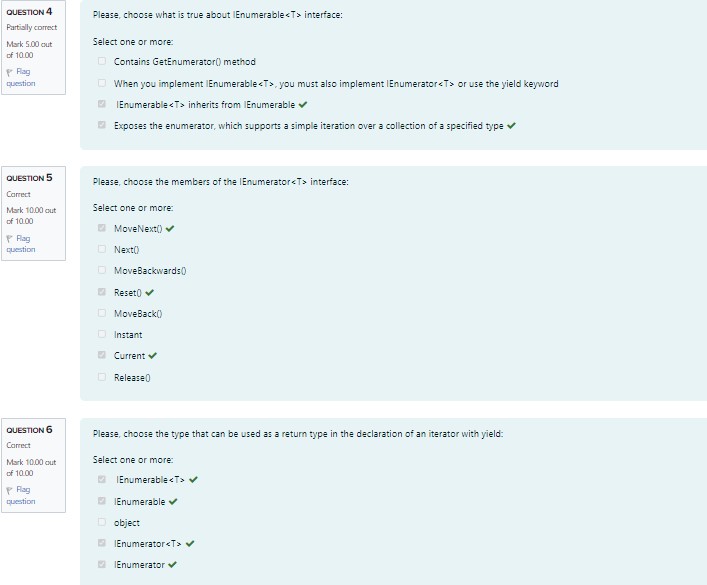 QUESTION 4
Partially correct
Mark 5.00 out
of 10.00
Flag
question
Please, choose what is true about IEnumerable<T> interface:
Select one or more:
Contains GetEnumerator() method
When you implement IEnumerable<T>, you must also implement IEnumerator<T> or use the yield keyword
IEnumerable<T> inherits from IEnumerable
Exposes the enumerator, which supports a simple iteration over a collection of a specified type
QUESTION 5
Correct
Mark 10.00 out
of 10.00
Flag
question
Please, choose the members of the IEnumerator<T> interface:
Select one or more:
MoveNext()
Next()
MoveBackwards()
Reset()
MoveBack()
Instant
Current
Release()
QUESTION 6
Correct
Mark 10.00 out
of 10.00
Flag
question
Please, choose the type that can be used as a return type in the declaration of an iterator with yield:
Select one or more:
IEnumerable<T>
IEnumerable
object
IEnumerator<T>
IEnumerator